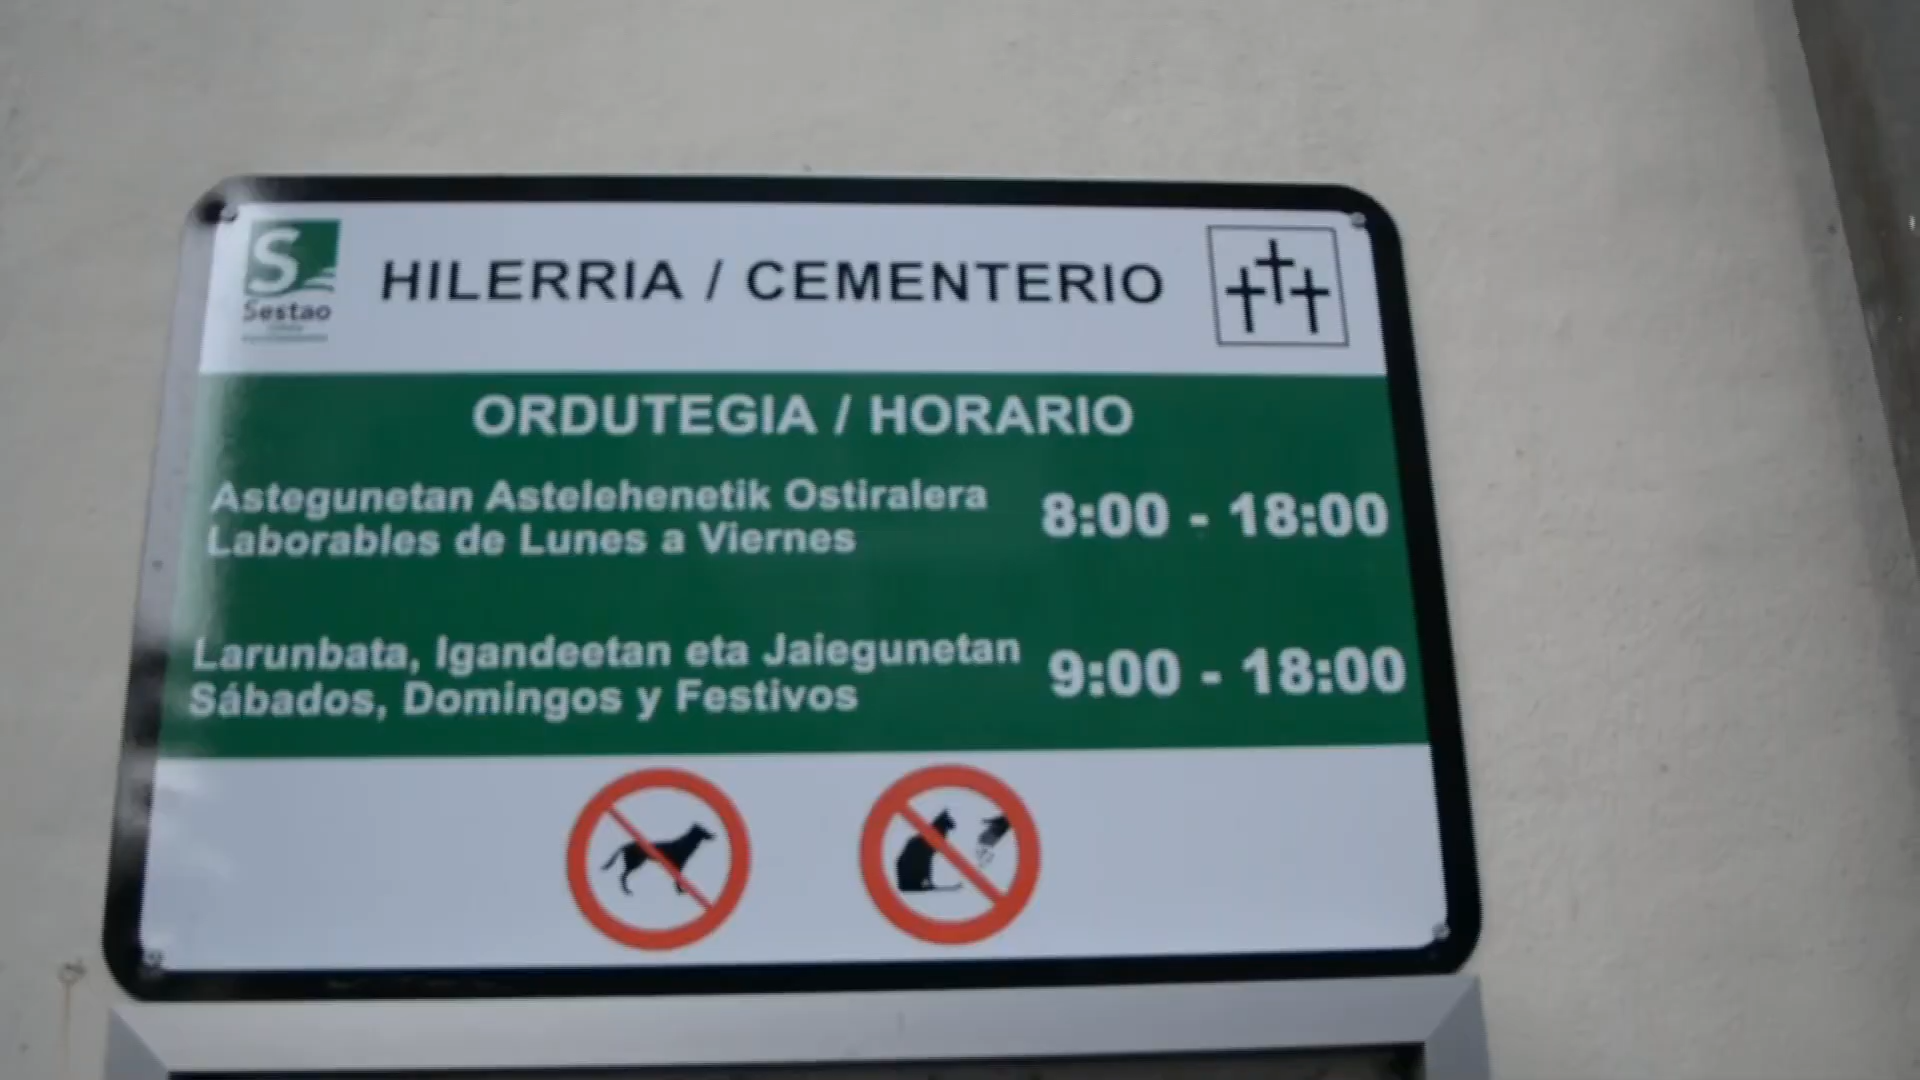 Sestao
HILERRIA / CEMENTERIO
ORDUTEGIA / HORARIO
Astegunetan Astelehenetik Ostiralera
Laborables de Lunes a Viernes
8:00 - 18:00
Larunbata, Igandeetan eta Jaiegunetan
Sábados, Domingos y Festivos
9:00 - 18:00